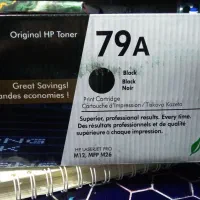 Original HP Toner
79A
Great Savings!
andes economies !
Black
Black
Noir
Print Cartridge
Cartouche d'impression / Tiskova Kazeta
Superior, professional results. Every time.
Des résultats professionnels et de qualité
supérieure à chaque impression.
HP LASERJET PRO
M12, MFP M26